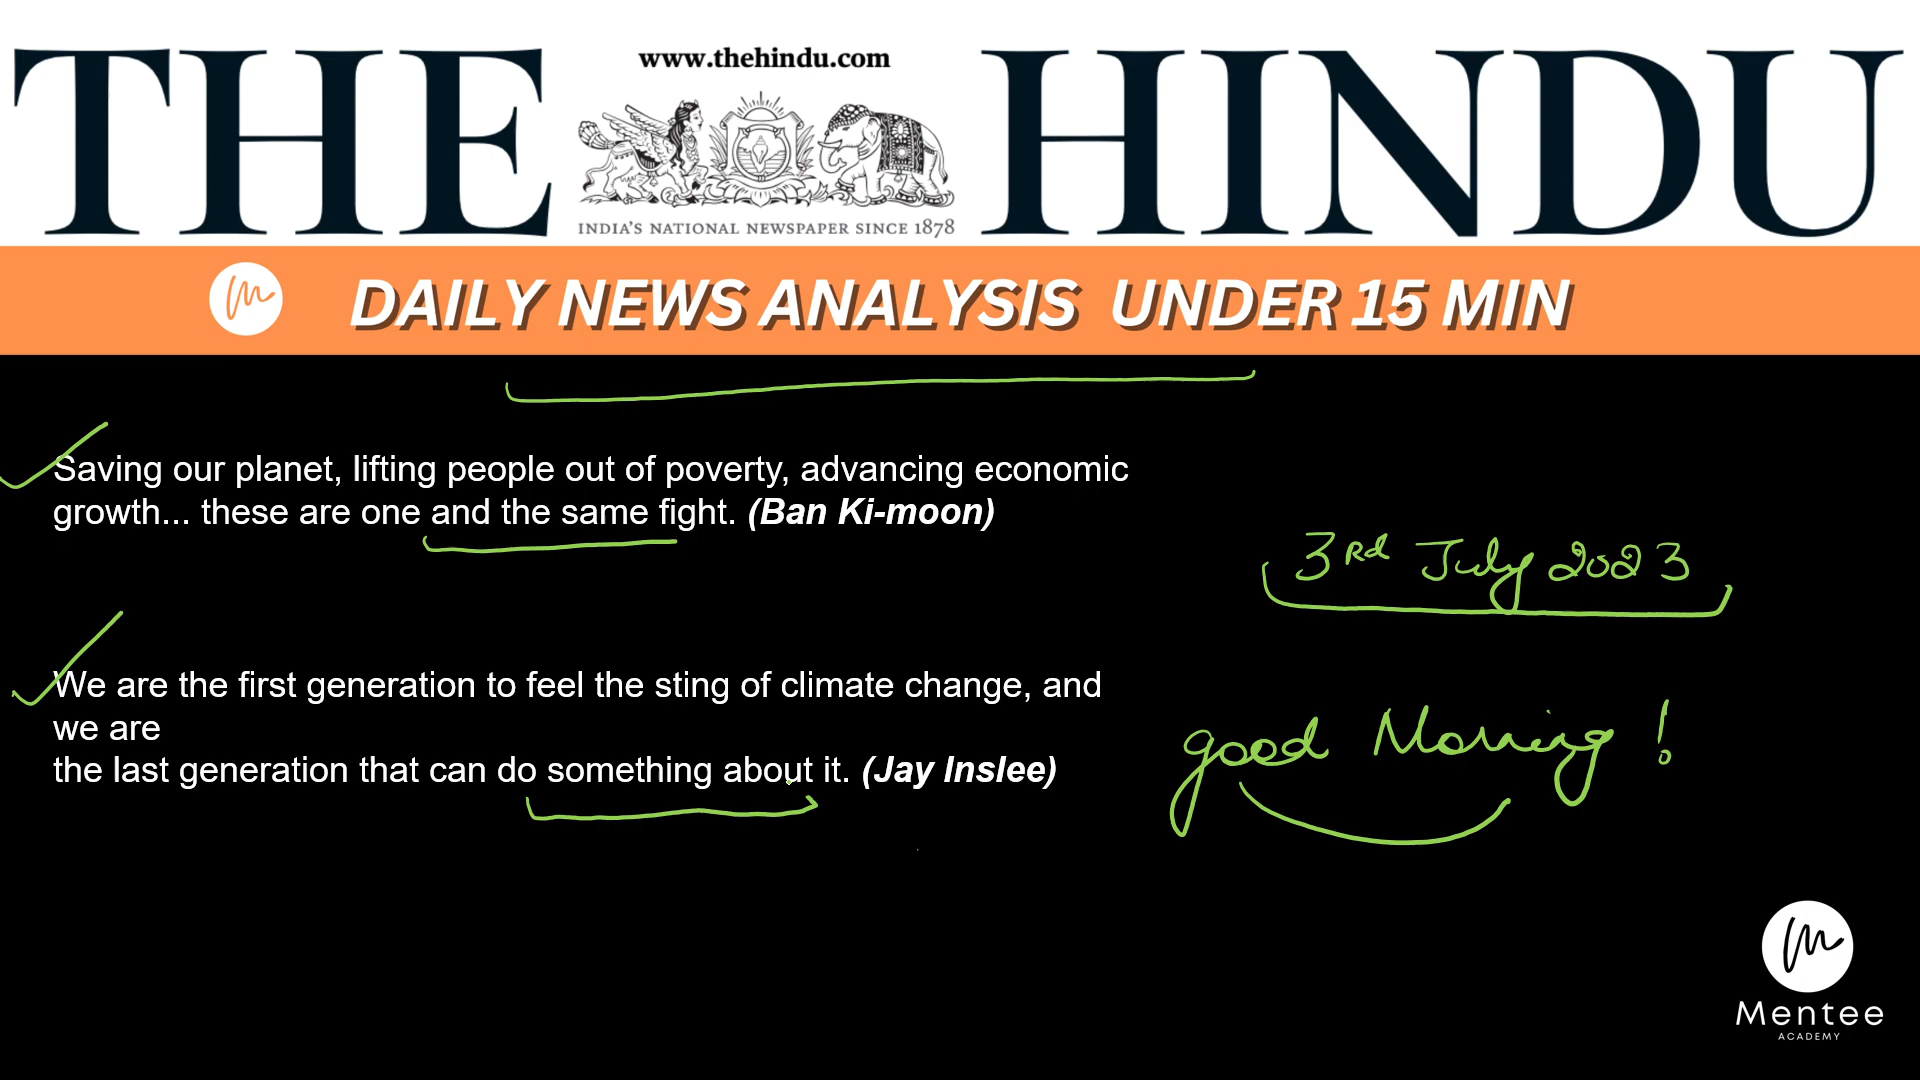 www.thehindu.com
THE HINDU
INDIA'S NATIONAL NEWSPAPER SINCE 1878
DAILY NEWS ANALYSIS UNDER 15 MIN
Saving our planet, lifting people out of poverty, advancing economic
growth... these are one and the same fight. (Ban Ki-moon)
3Rd July 2023
We are the first generation to feel the sting of climate change, and
we are
the last generation that can do something about it. (Jay Inslee)
good Morning !
Mentee
ACADEMY